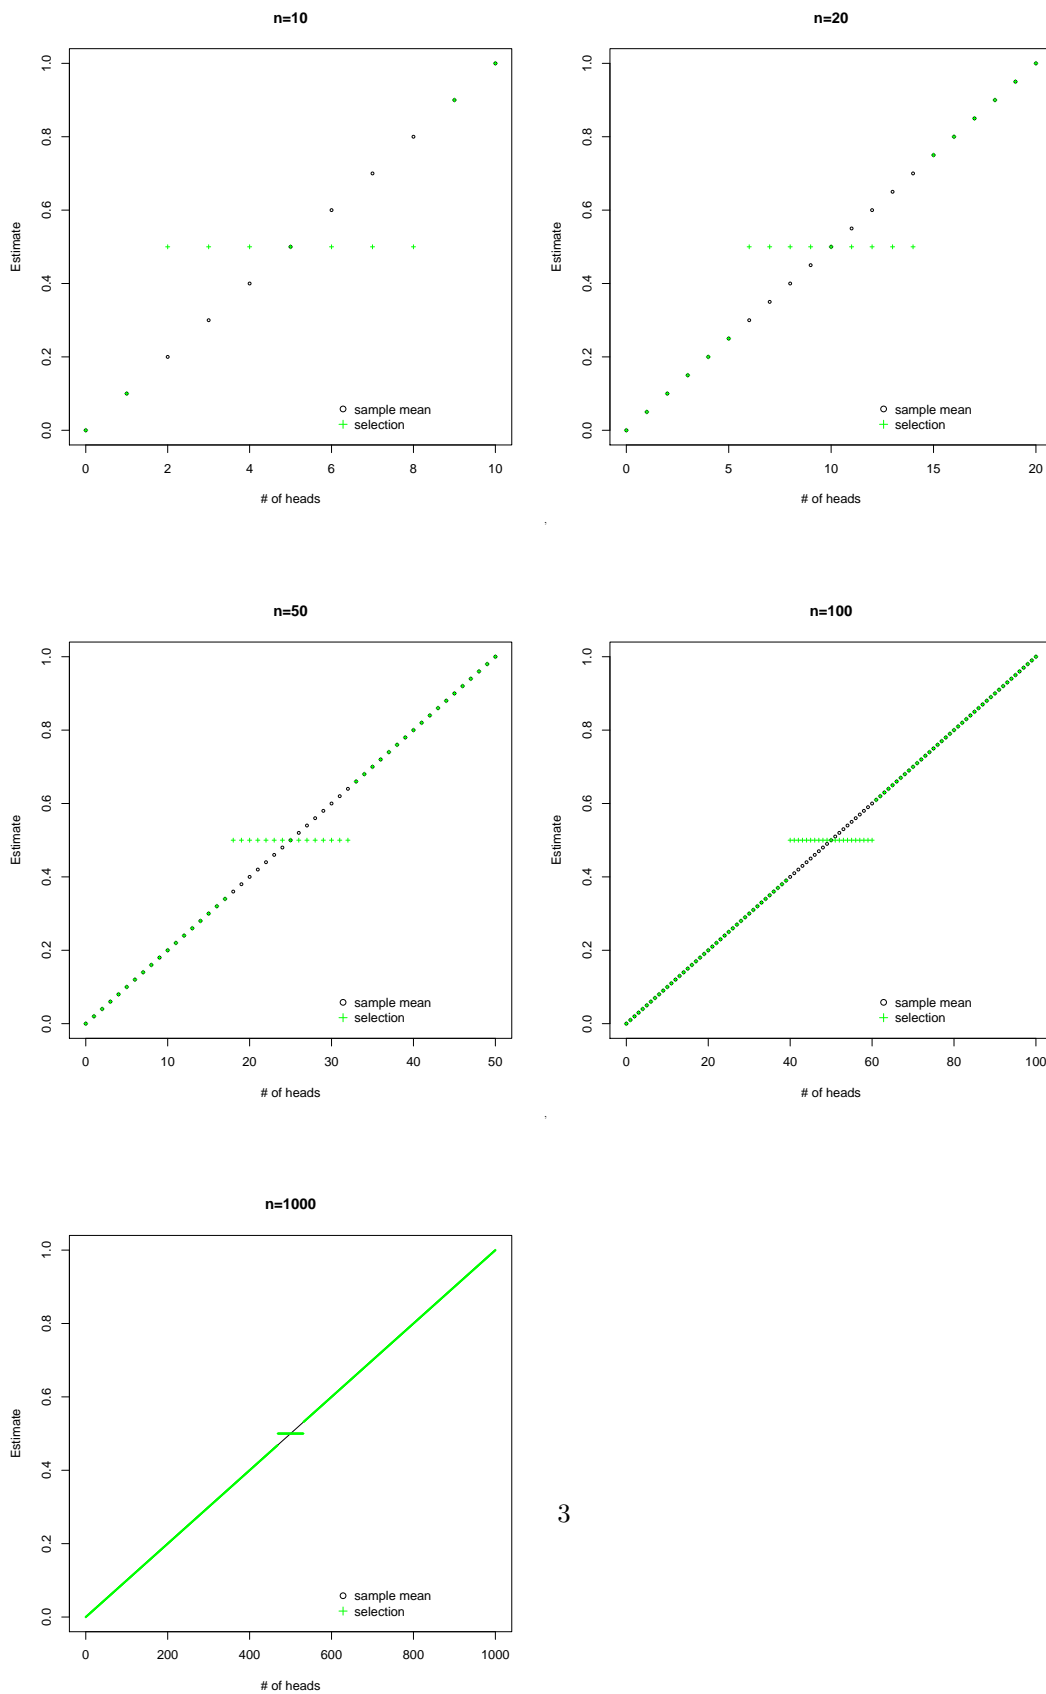 n=10
1.0
0.8
0.6
0.4
0.2
0.0
Estimate
sample mean
selection
0 2 4 6 8 10
# of heads
n=20
1.0
0.8
0.6
0.4
0.2
0.0
Estimate
sample mean
selection
0 5 10 15 20
# of heads
,
n=50
1.0
0.8
0.6
0.4
0.2
0.0
Estimate
sample mean
selection
0 10 20 30 40 50
# of heads
n=100
1.0
0.8
0.6
0.4
0.2
0.0
Estimate
sample mean
selection
0 20 40 60 80 100
# of heads
,
n=1000
1.0
0.8
0.6
0.4
0.2
0.0
Estimate
sample mean
selection
0 200 400 600 800 1000
# of heads
3